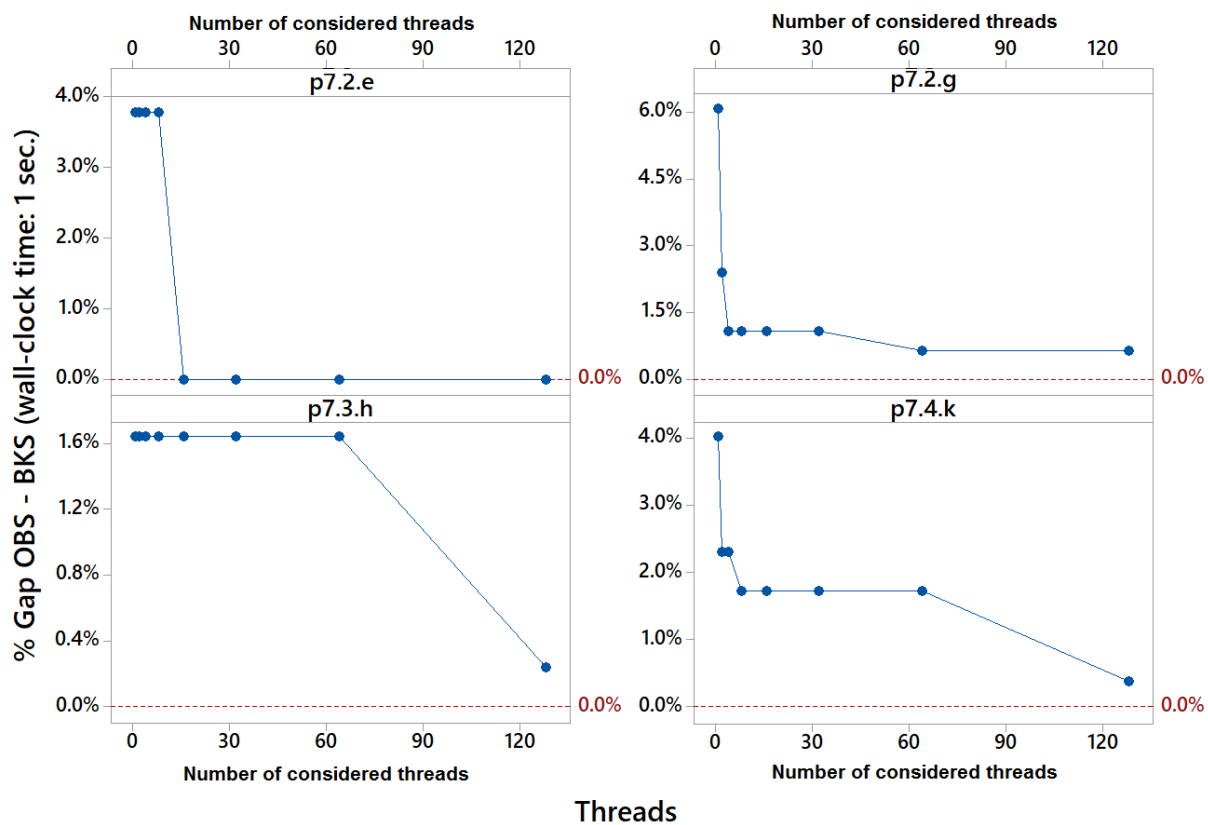 Number of considered threads
0 30 60 90 120
p7.2.e
4.0%
3.0%
2.0%
1.0%
0.0%
0.0%
Number of considered threads
0 30 60 90 120
p7.2.g
6.0%
4.5%
3.0%
1.5%
0.0%
0.0%
% Gap OBS - BKS (wall-clock time: 1 sec.)
p7.3.h
1.6%
1.2%
0.8%
0.4%
0.0%
0.0%
0 30 60 90 120
Number of considered threads
p7.4.k
4.0%
3.0%
2.0%
1.0%
0.0%
0.0%
0 30 60 90 120
Number of considered threads
Threads